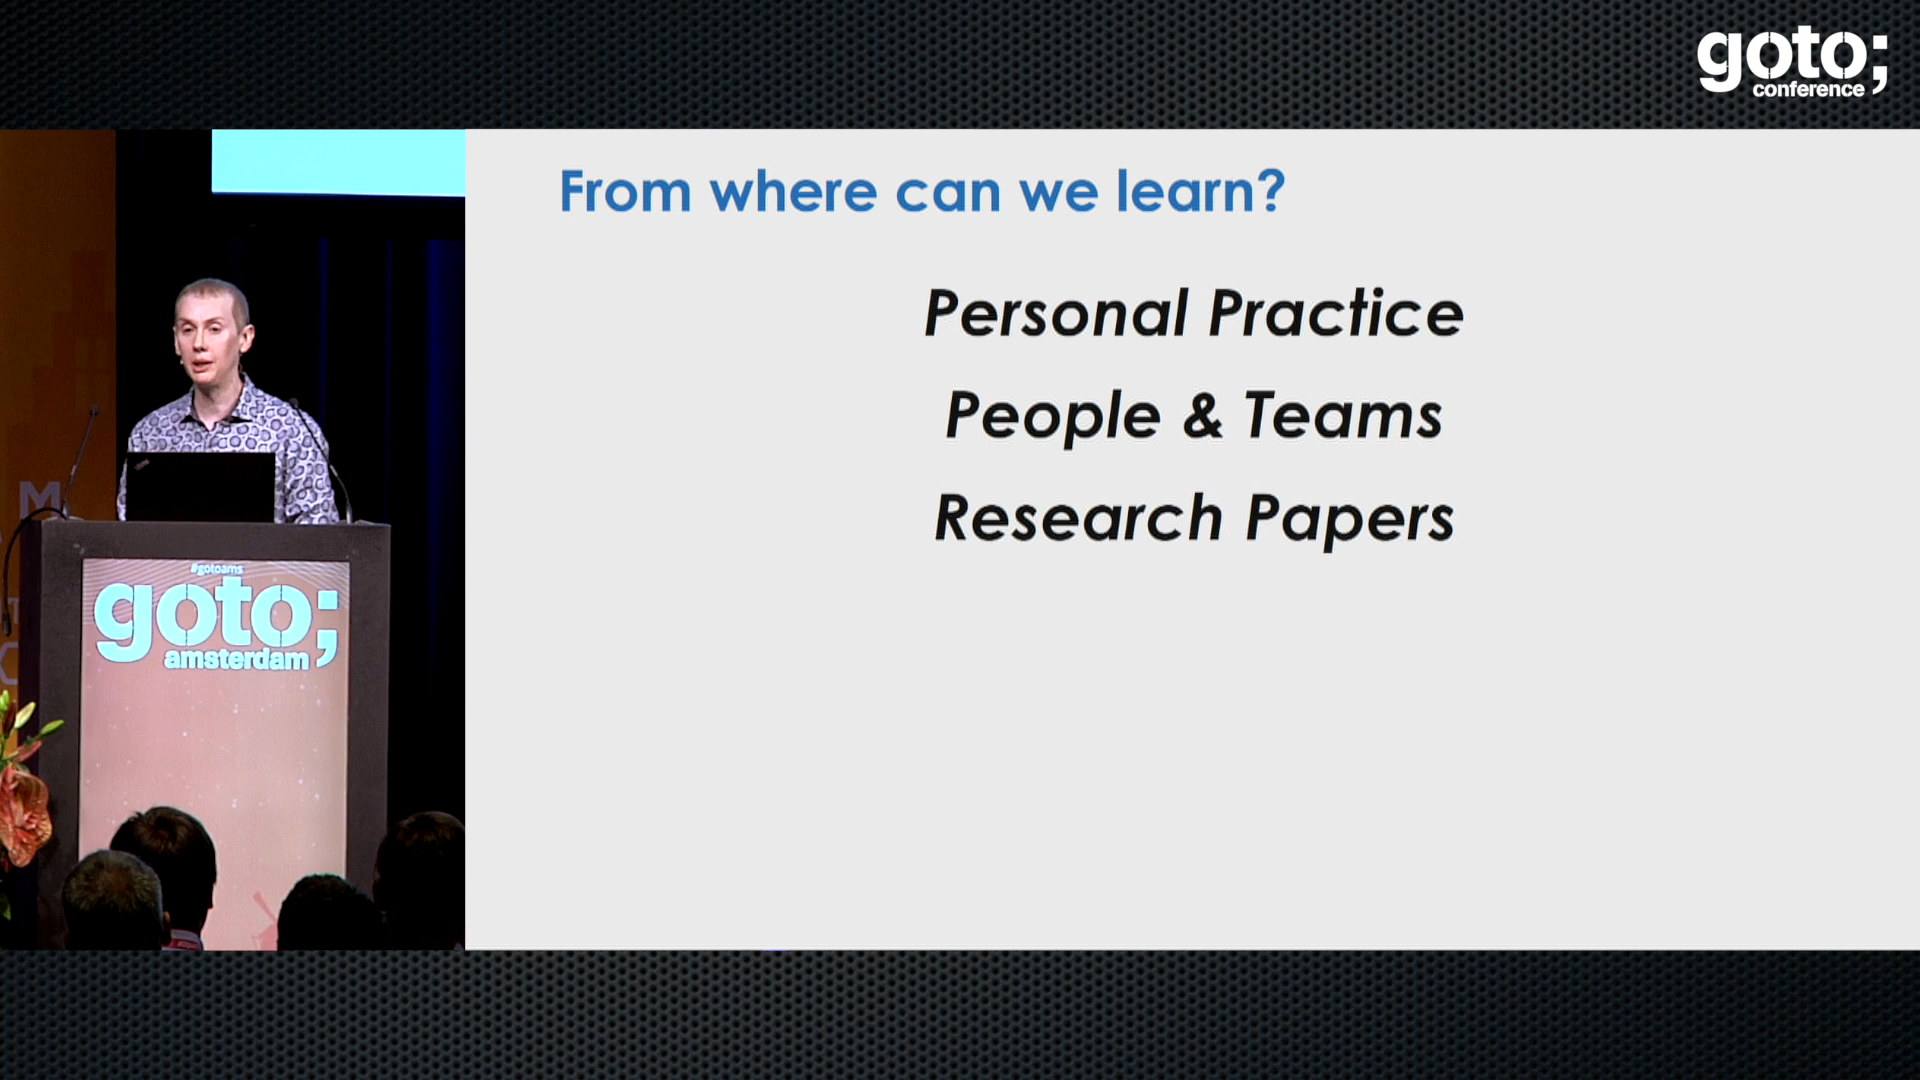 goto;
conference
From where can we learn?
Personal Practice
People & Teams
Research Papers
#gotoams
goto;
amsterdam